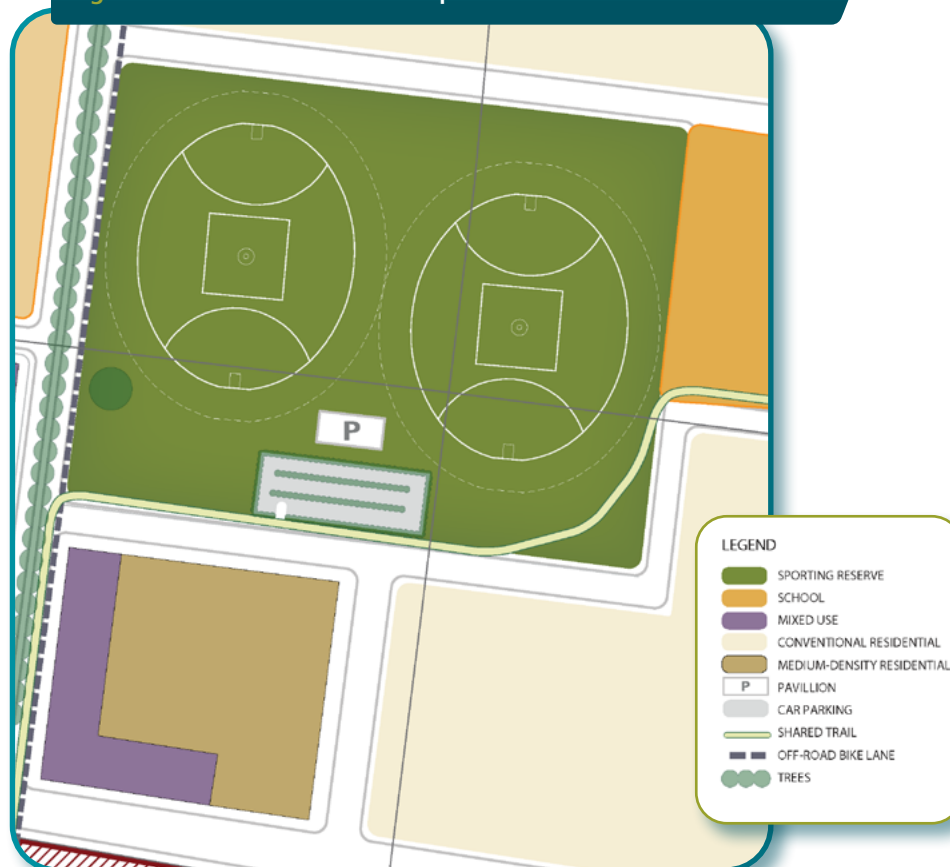 P
LEGEND
SPORTING RESERVE
SCHOOL
MIXED USE
CONVENTIONAL RESIDENTIAL
MEDIUM-DENSITY RESIDENTIAL
P PAVILLION
CAR PARKING
SHARED TRAIL
OFF-ROAD BIKE LANE
TREES